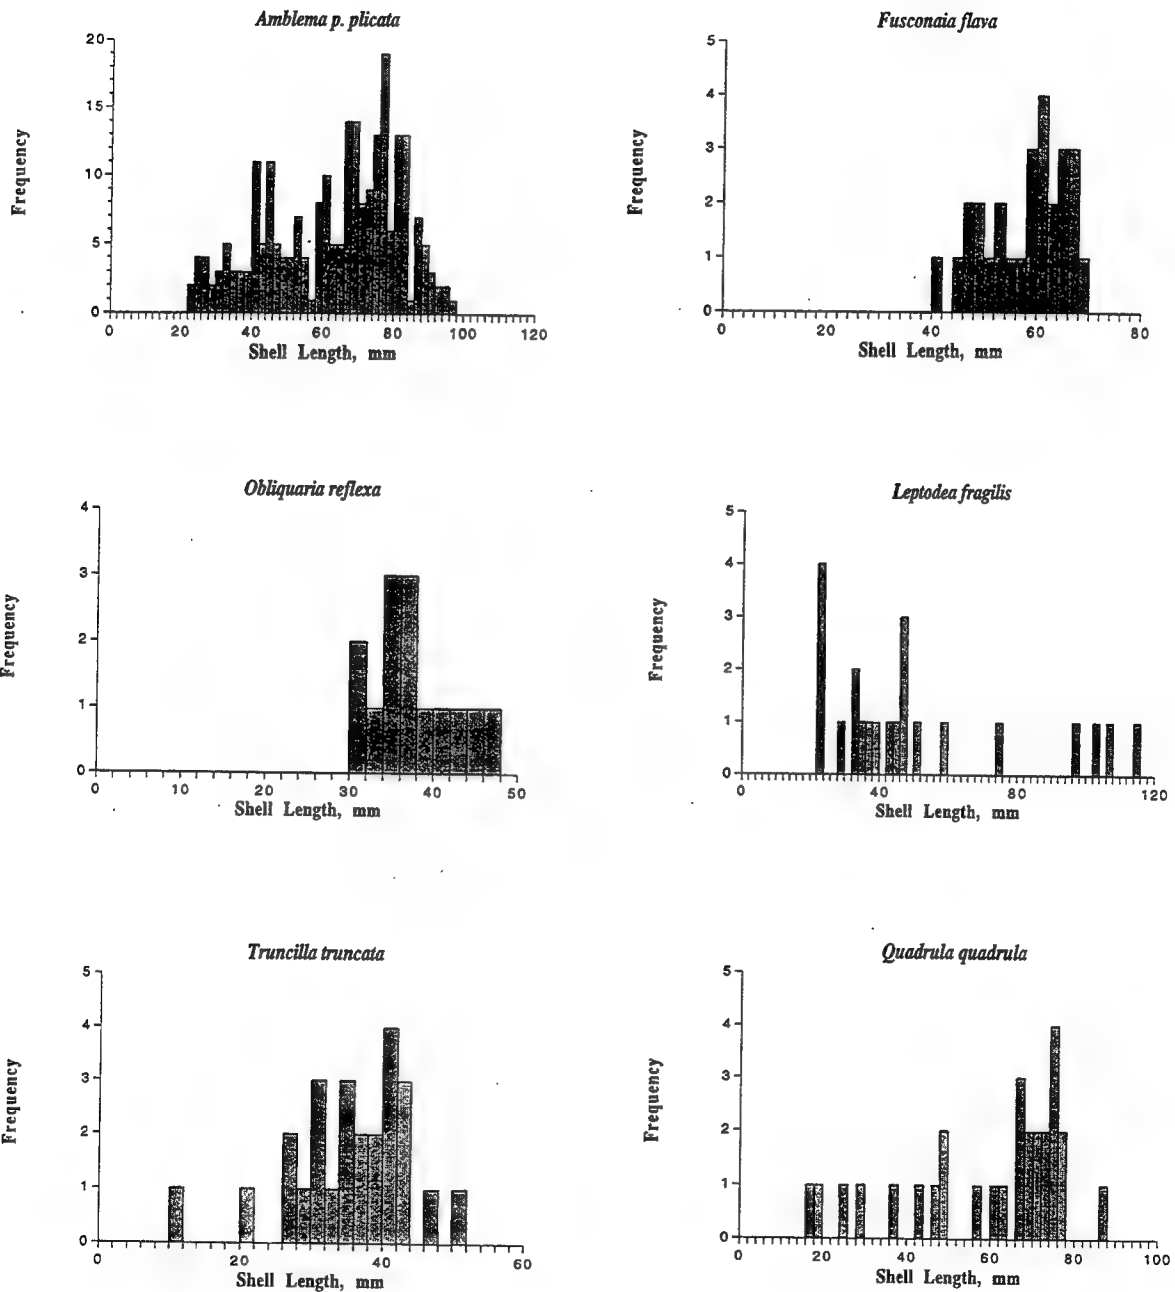 Amblema p. plicata
20
15
10
5
0
Frequency
0 20 40 60 80 100 120
Shell Length, mm
Fusconaia flava
5
4
3
2
1
0
Frequency
0 20 40 60 80
Shell Length, mm
Obliquaria reflexa
4
3
2
1
0
Frequency
0 10 20 30 40 50
Shell Length, mm
Leptodea fragilis
5
4
3
2
1
0
Frequency
0 40 80 120
Shell Length, mm
Truncilla truncata
5
4
3
2
1
0
Frequency
0 20 40 60
Shell Length, mm
Quadrula quadrula
5
4
3
2
1
0
Frequency
0 20 40 60 80 100
Shell Length, mm